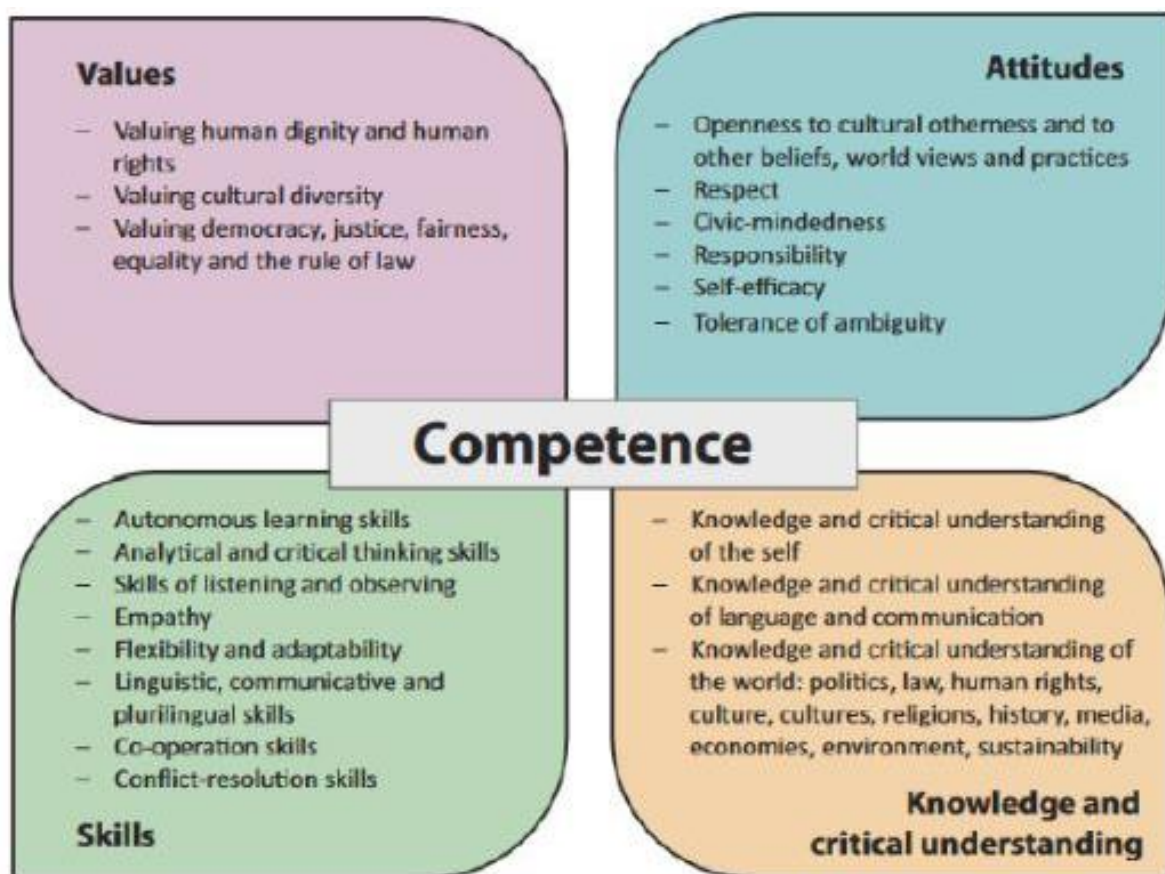 Values
– Valuing human dignity and human
rights
– Valuing cultural diversity
– Valuing democracy, justice, fairness,
equality and the rule of law
Attitudes
– Openness to cultural otherness and to
other beliefs, world views and practices
– Respect
– Civic-mindedness
– Responsibility
– Self-efficacy
– Tolerance of ambiguity
Competence
– Autonomous learning skills
– Analytical and critical thinking skills
– Skills of listening and observing
– Empathy
– Flexibility and adaptability
– Linguistic, communicative and
plurilingual skills
– Co-operation skills
– Conflict-resolution skills
Skills
– Knowledge and critical understanding
of the self
– Knowledge and critical understanding
of language and communication
– Knowledge and critical understanding of
the world: politics, law, human rights,
culture, cultures, religions, history, media,
economies, environment, sustainability
Knowledge and
critical understanding